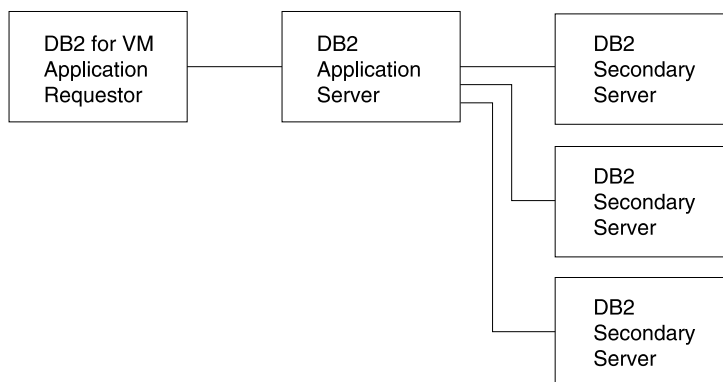 DB2 for VM
Application
Requestor
DB2
Application
Server
DB2
Secondary
Server
DB2
Secondary
Server
DB2
Secondary
Server